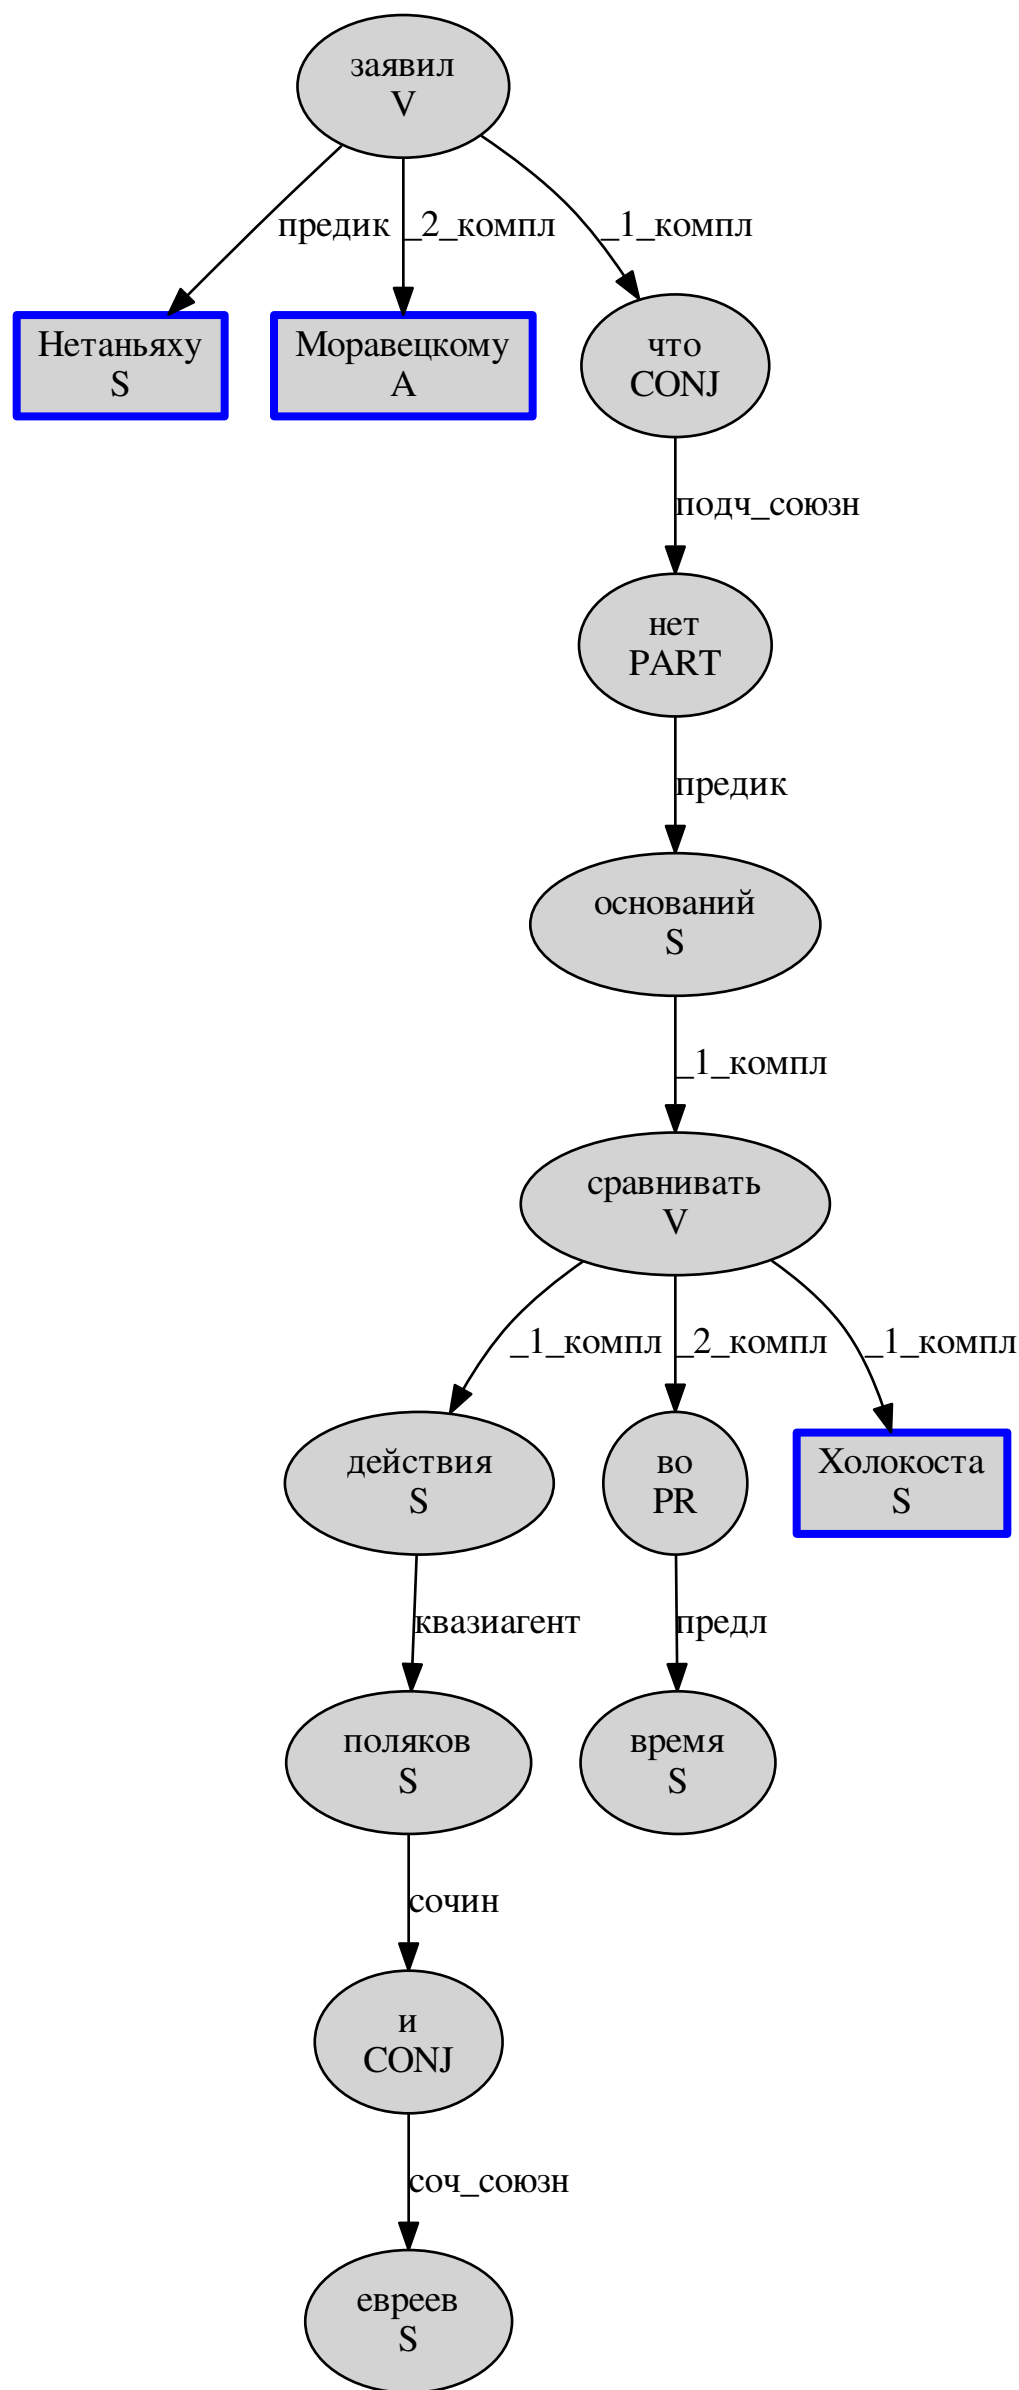 заявил
V
предик
_2_компл
_1_компл
Нетаньяху
S
Моравецкому
A
что
CONJ
подч_союзн
нет
PART
предик
оснований
S
_1_компл
сравнивать
V
_1_компл
_2_компл
_1_компл
действия
S
во
PR
Холокоста
S
квазиагент
предл
поляков
S
время
S
сочин
и
CONJ
соч_союзн
евреев
S